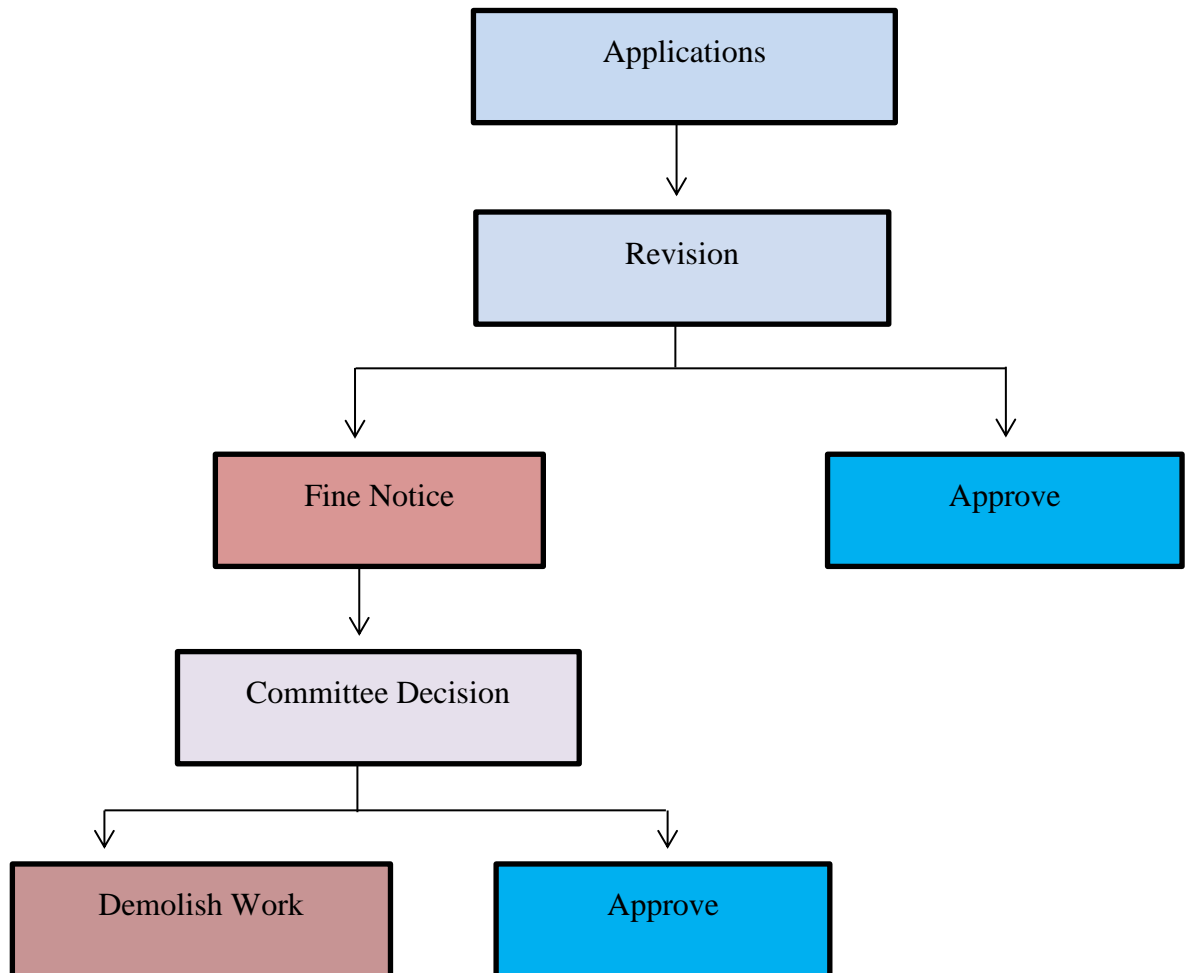 Applications
Revision
Fine Notice
Approve
Committee Decision
Demolish Work
Approve